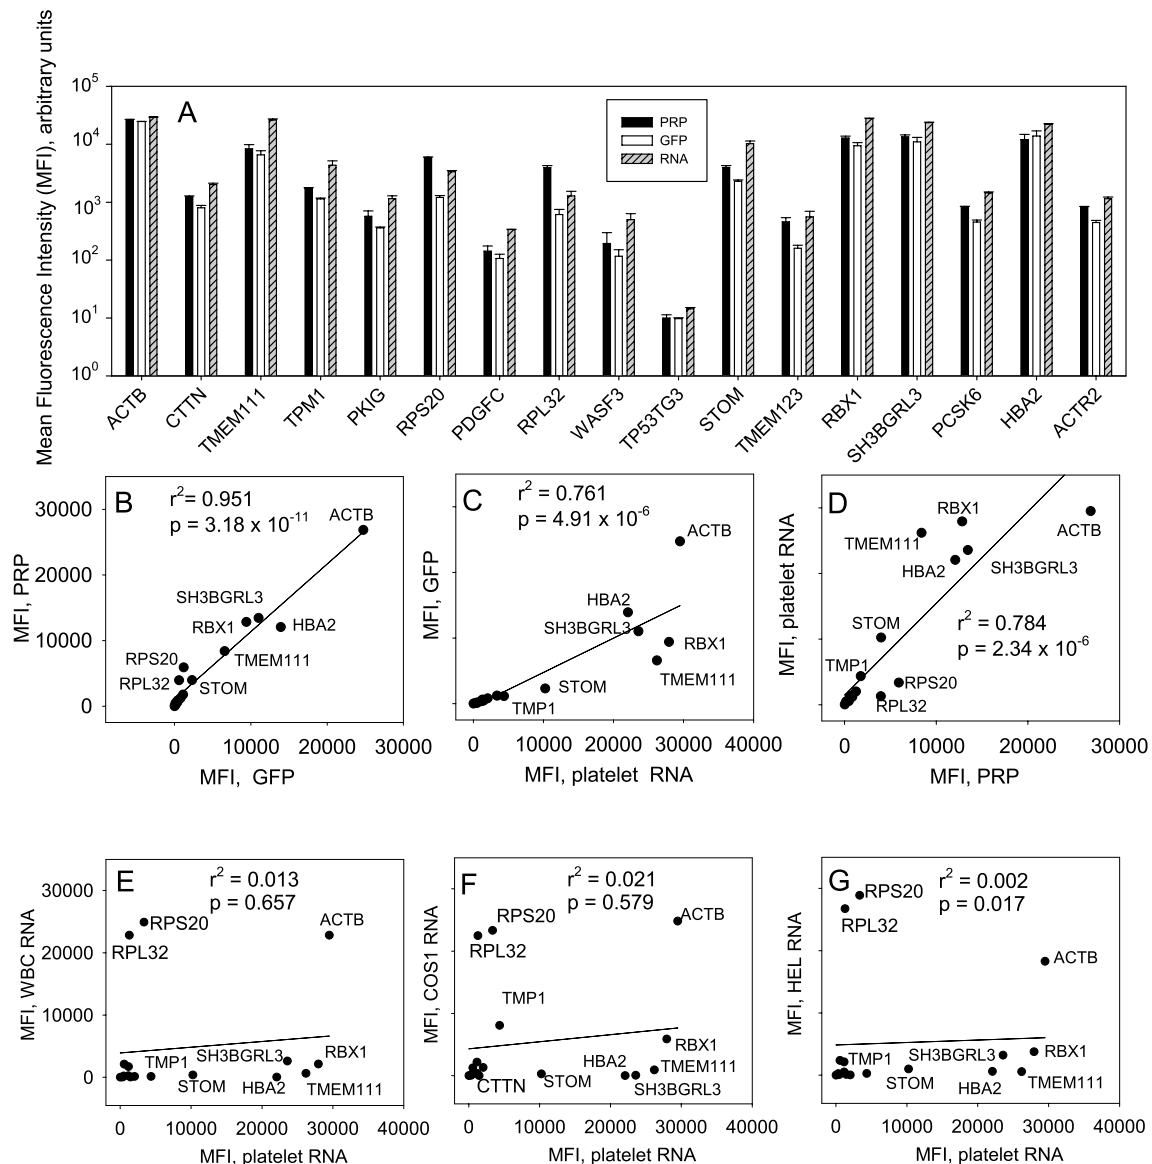 Mean Fluorescence Intensity (MFI), arbitrary units
10^5
10^4
10^3
10^2
10^1
10^0
A
PRP
GFP
RNA
ACTB
CTTN
TMEM111
TPM1
PKIG
RPS20
PDGFC
RPL32
WASF3
TP53TG3
STOM
TMEM123
RBX1
SH3BGRL3
PCSK6
HBA2
ACTR2
B
r^2= 0.951
p = 3.18 x 10^-11
ACTB
SH3BGRL3
RBX1
HBA2
RPS20
TMEM111
RPL32
STOM
MFI, PRP
30000
20000
10000
0
0 10000 20000 30000
MFI, GFP
C
r^2 = 0.761
p = 4.91 x 10^-6
ACTB
HBA2
SH3BGRL3
RBX1
TMEM111
STOM
TMP1
MFI, GFP
0 10000 20000 30000 40000
MFI, platelet RNA
D
RBX1
TMEM111
ACTB
HBA2
SH3BGRL3
STOM
r^2 = 0.784
p = 2.34 x 10^-6
TMP1
RPS20
RPL32
MFI, platelet RNA
0 10000 20000 30000
MFI, PRP
E
r^2 = 0.013
p = 0.657
RPS20
ACTB
RPL32
TMP1
SH3BGRL3
RBX1
STOM
HBA2
TMEM111
MFI, WBC RNA
30000
20000
10000
0
0 10000 20000 30000 40000
MFI, platelet RNA
F
r^2 = 0.021
p = 0.579
RPS20
ACTB
RPL32
TMP1
RBX1
HBA2
TMEM111
CTTN
STOM
SH3BGRL3
MFI, COS1 RNA
0 10000 20000 30000 40000
MFI, platelet RNA
G
r^2 = 0.002
p = 0.017
RPS20
RPL32
ACTB
TMP1
SH3BGRL3
RBX1
STOM
HBA2
TMEM111
MFI, HEL RNA
0 10000 20000 30000 40000
MFI, platelet RNA